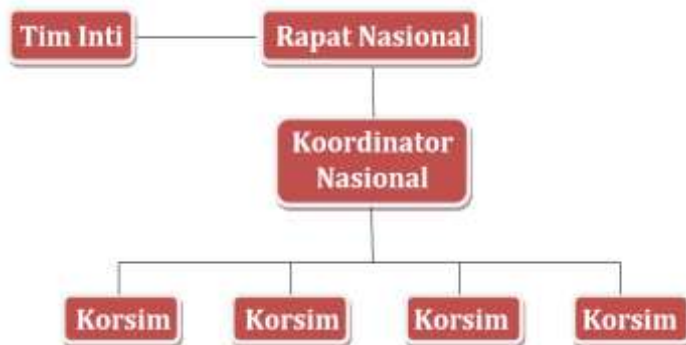 Tim Inti
Rapat Nasional
Koordinator
Nasional
Korsim
Korsim
Korsim
Korsim